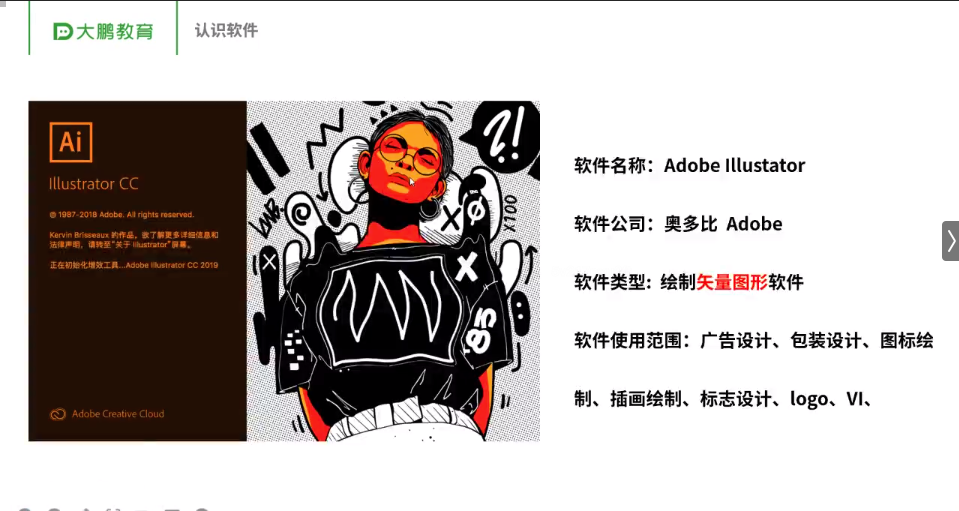 大鹏教育
认识软件
Ai
Illustrator CC
© 1987-2018 Adobe. All rights reserved.
Kervin Brisseaux 的作品。欲了解更多详细信息和
法律声明，请转至"关于 Illustrator"屏幕。
正在初始化增效工具...Adobe Illustrator CC 2019
Adobe Creative Cloud
?!
X100
X
X
X
85
软件名称：Adobe Illustator
软件公司：奥多比 Adobe
软件类型: 绘制矢量图形软件
软件使用范围：广告设计、包装设计、图标绘
制、插画绘制、标志设计、logo、VI、